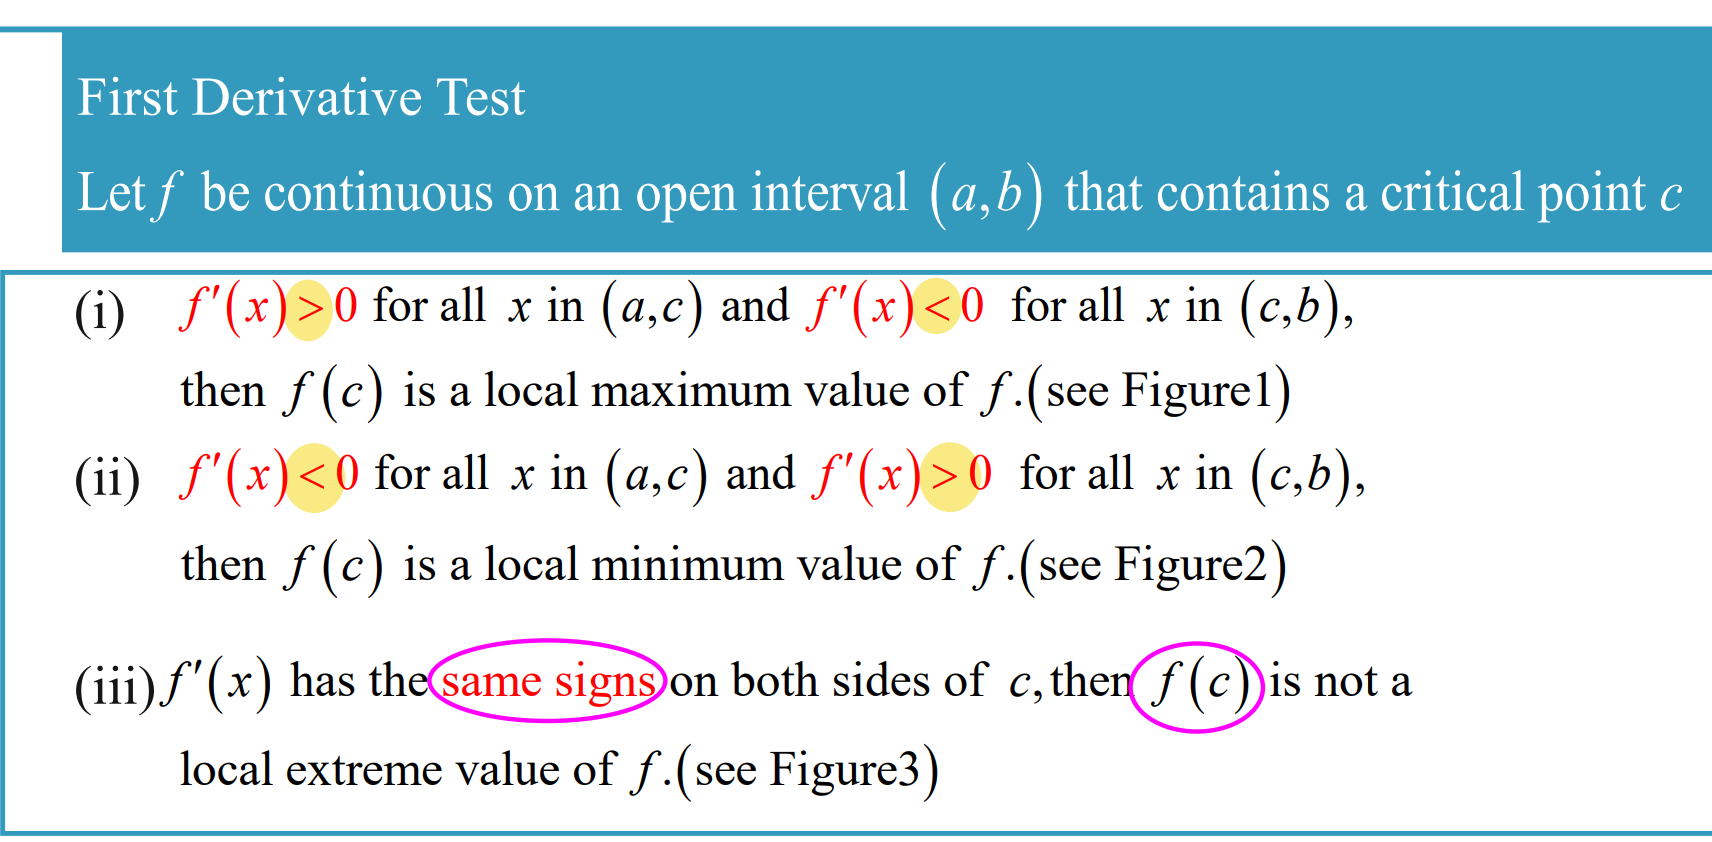 First Derivative Test
Let f be continuous on an open interval (a,b) that contains a critical point c
(i) f′(x)>0 for all x in (a,c) and f′(x)<0 for all x in (c,b),
then f(c) is a local maximum value of f.(see Figure1)
(ii) f′(x)<0 for all x in (a,c) and f′(x)>0 for all x in (c,b),
then f(c) is a local minimum value of f.(see Figure2)
(iii) f′(x) has the same signs on both sides of c, then f(c) is not a
local extreme value of f.(see Figure3)